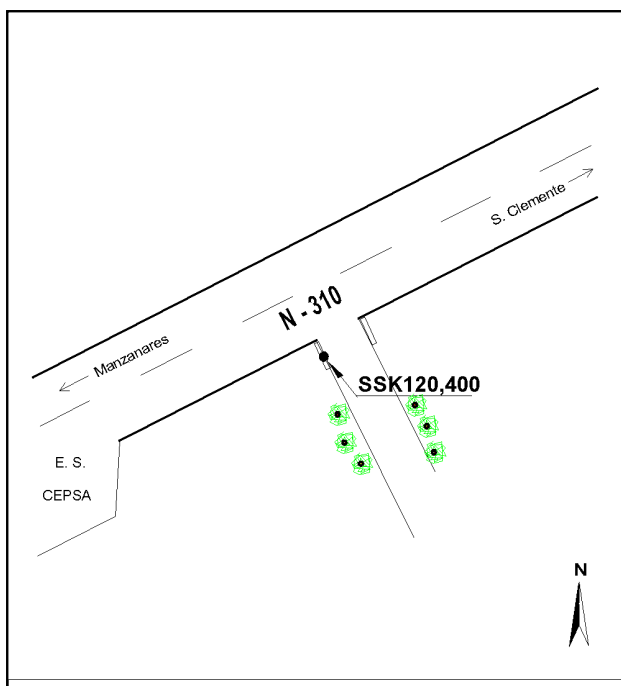 S. Clemente
N - 310
Manzanares
SSK120,400
E. S.
CEPSA
N